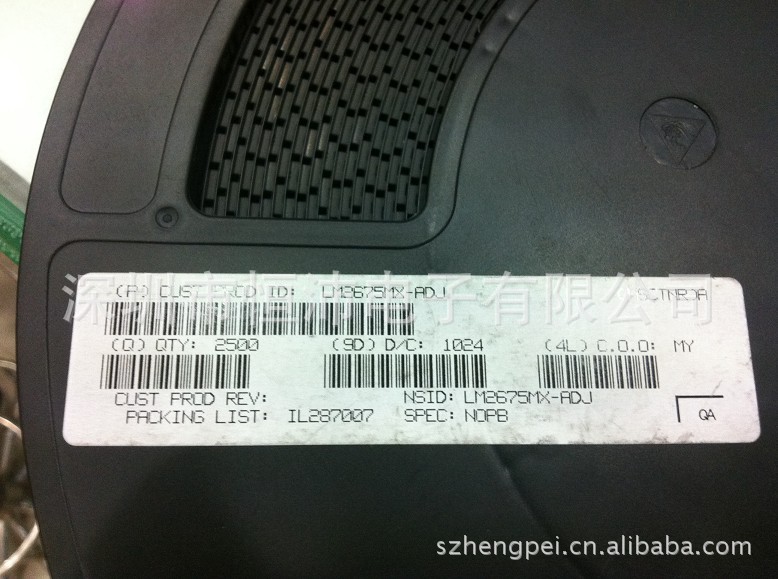 (P) CUST PROD ID: LM2675MX-ADJ
(Q) QTY: 2500 (9D) D/C: 1024 (4L) C.O.O: MY
CUST PROD REV: NSID: LM2675MX-ADJ
PACKING LIST: IL287007 SPEC: NOPB
QA
深圳市恒沛电子有限公司
szhengpei.cn.alibaba.com